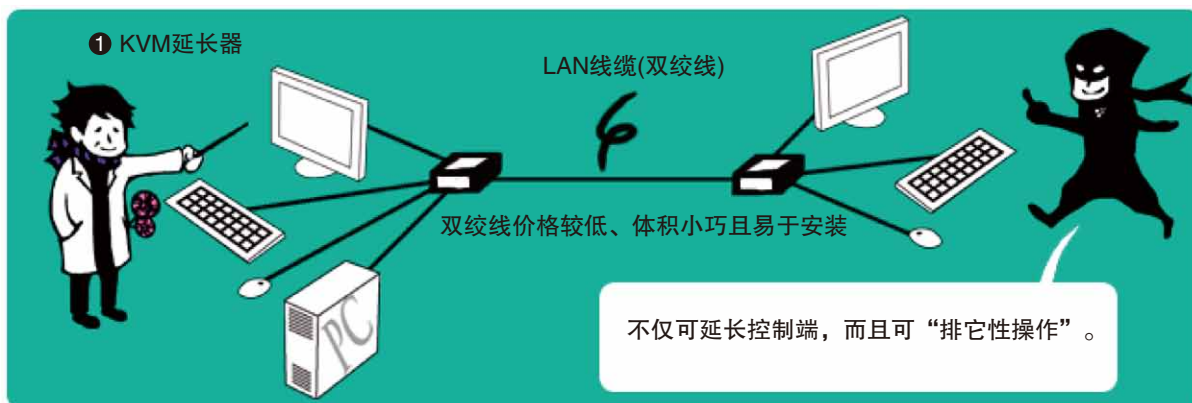 ❶ KVM延长器
LAN线缆(双绞线)
双绞线价格较低、体积小巧且易于安装
PC
不仅可延长控制端，而且可“排它性操作”。